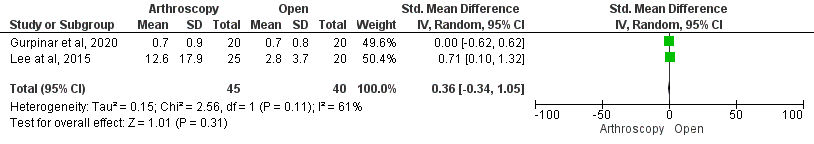 Arthroscopy Open Std. Mean Difference Std. Mean Difference
Study or Subgroup Mean SD Total Mean SD Total Weight IV, Random, 95% CI IV, Random, 95% CI
Gurpinar et al, 2020 0.7 0.9 20 0.7 0.8 20 49.6% 0.00 [-0.62, 0.62]
Lee at al, 2015 12.6 17.9 25 2.8 3.7 20 50.4% 0.71 [0.10, 1.32]
Total (95% CI) 45 40 100.0% 0.36 [-0.34, 1.05]
Heterogeneity: Tau² = 0.15; Chi² = 2.56, df = 1 (P = 0.11); I² = 61%
Test for overall effect: Z = 1.01 (P = 0.31)
-100 -50 0 50 100
Arthroscopy Open